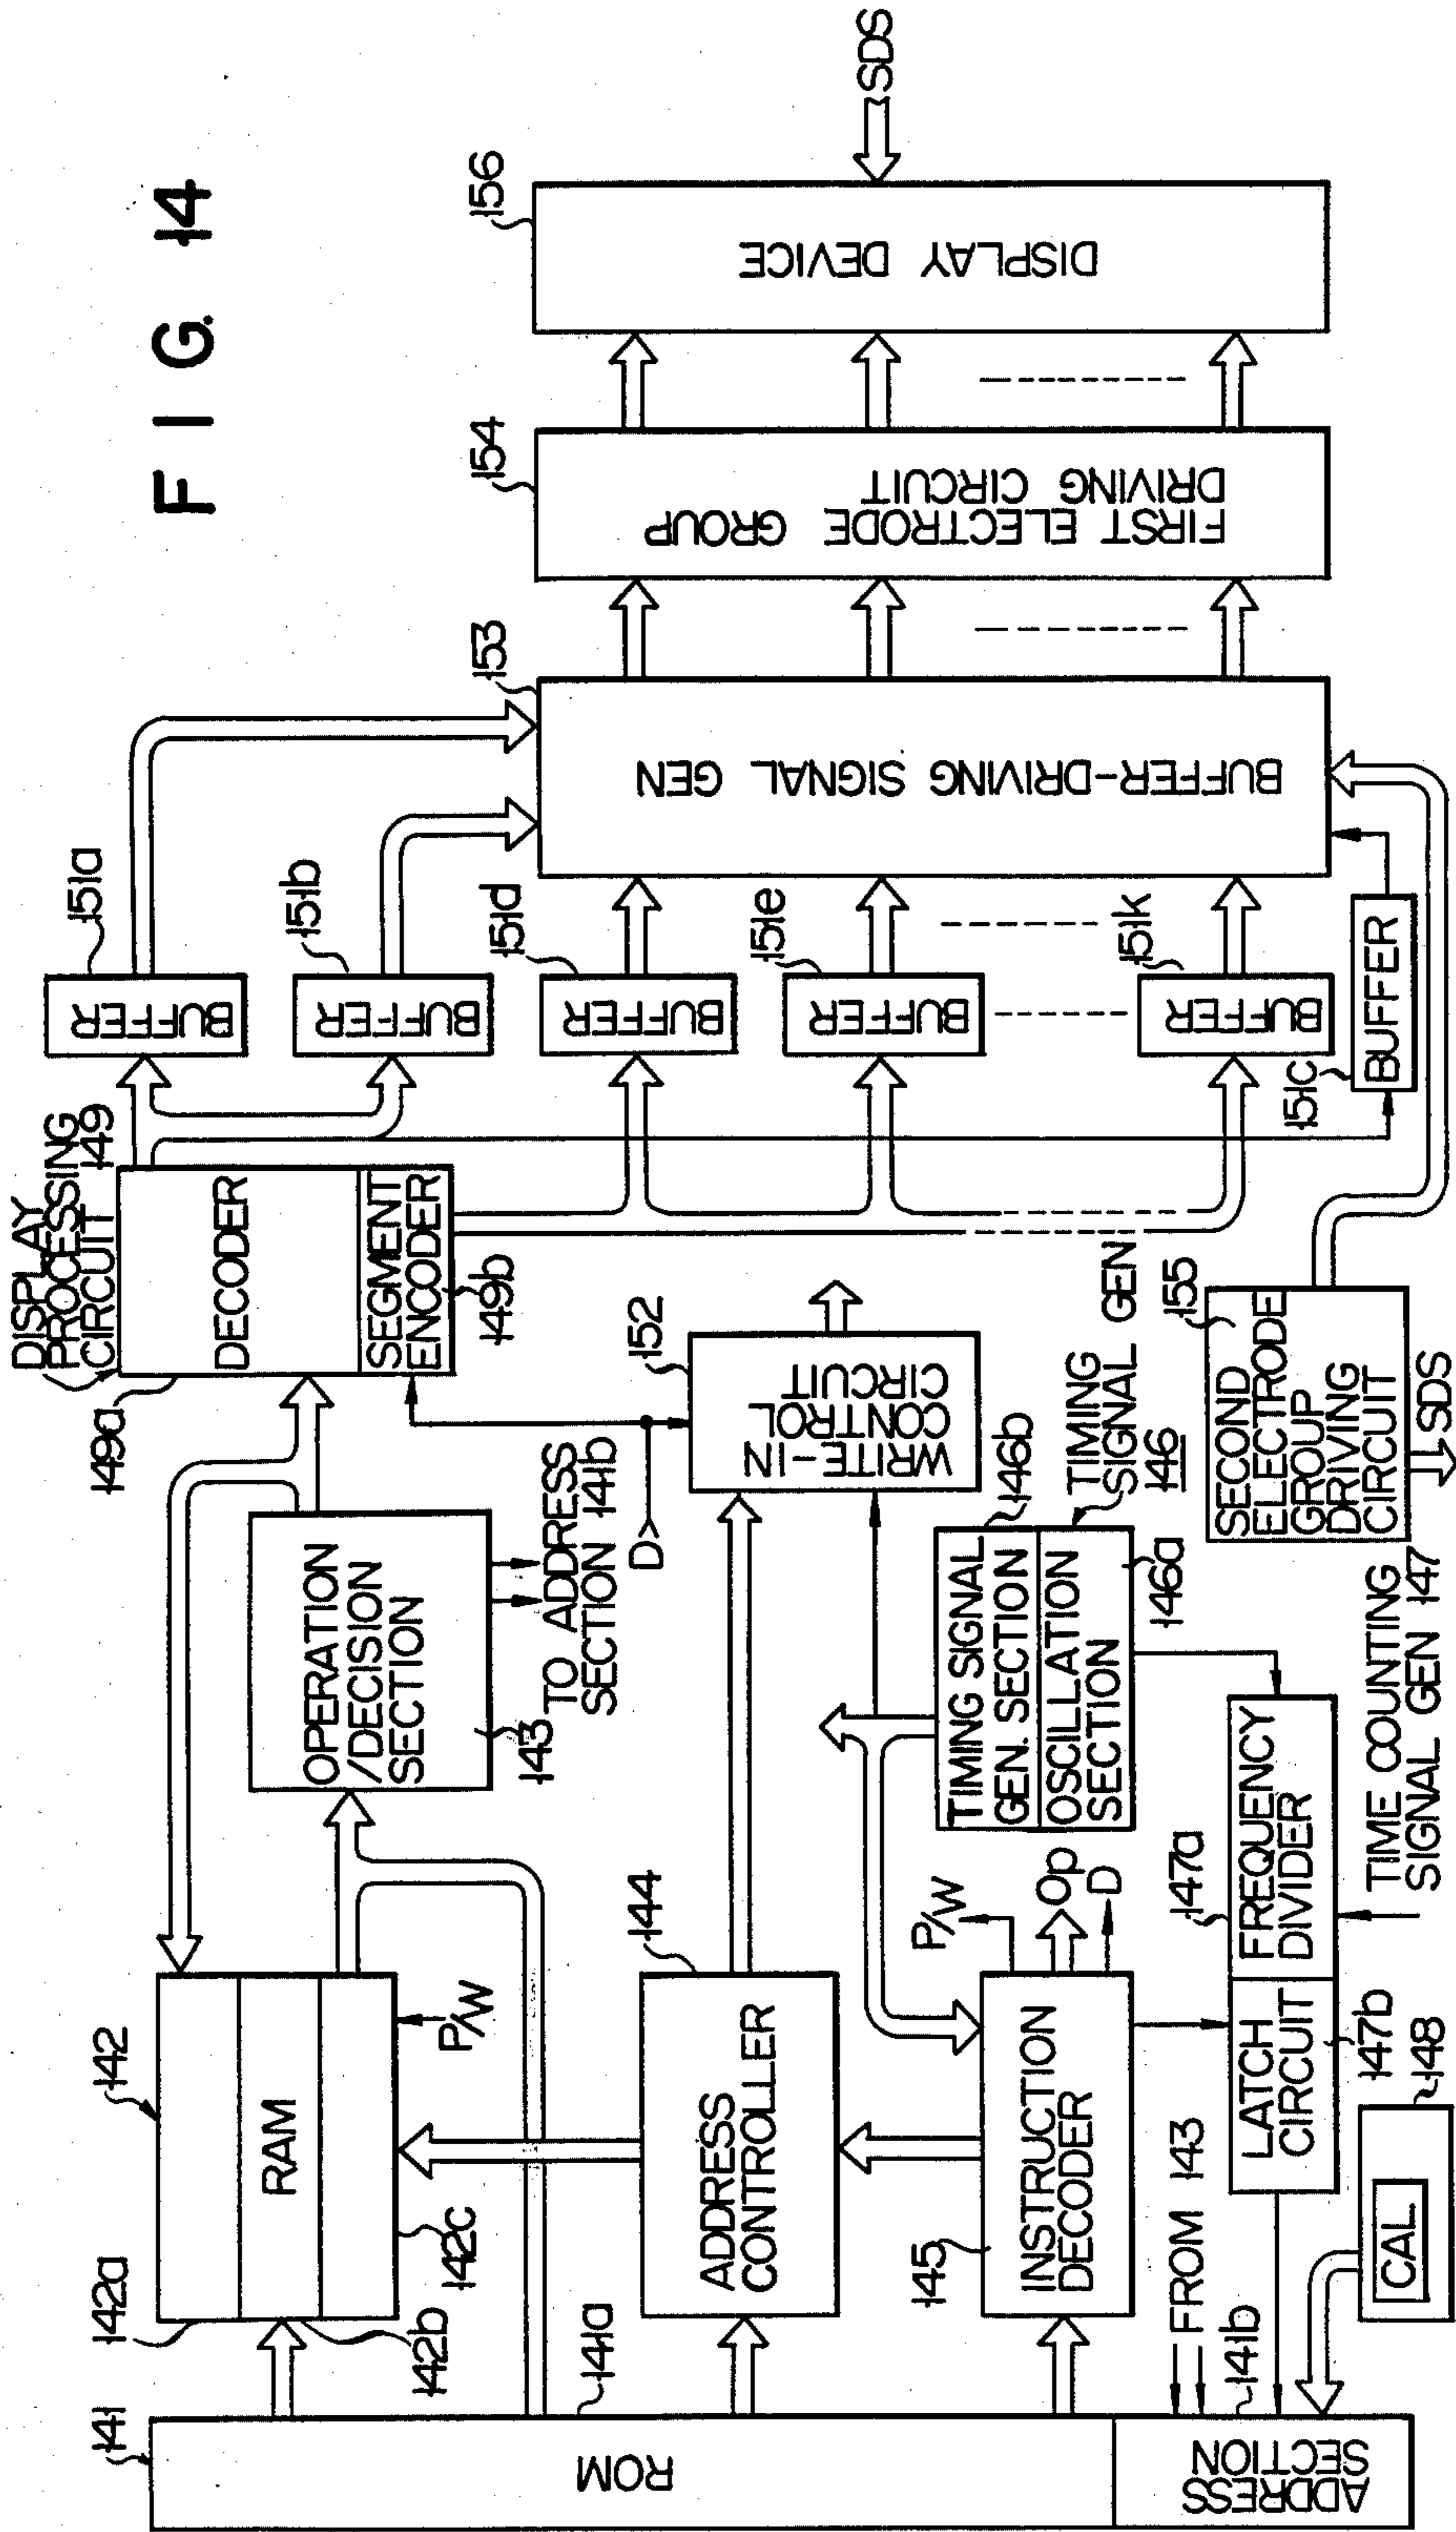 FIG. 14
141
ROM
141a
ADDRESS
SECTION
141b
FROM 143
142
142a
RAM
142b
142c
P/W
OPERATION
/DECISION
SECTION
143
TO ADDRESS
SECTION 141b
144
ADDRESS
CONTROLLER
145
INSTRUCTION
DECODER
P/W
Op
D
TIMING SIGNAL
GEN. SECTION
146b
OSCILLATION
SECTION
146a
TIMING
SIGNAL GEN
146
LATCH
CIRCUIT
147b
FREQUENCY
DIVIDER
147a
TIME COUNTING
SIGNAL GEN 147
148
CAL
DISPLAY
PROCESSING
CIRCUIT 149
149a
DECODER
SEGMENT
ENCODER
149b
D
152
WRITE-IN
CONTROL
CIRCUIT
151a
BUFFER
151b
BUFFER
151d
BUFFER
151e
BUFFER
151k
BUFFER
151c
BUFFER
155
SECOND
ELECTRODE
GROUP
DRIVING
CIRCUIT
SDS
153
BUFFER-DRIVING SIGNAL GEN
154
FIRST ELECTRODE GROUP
DRIVING CIRCUIT
156
DISPLAY DEVICE
SDS